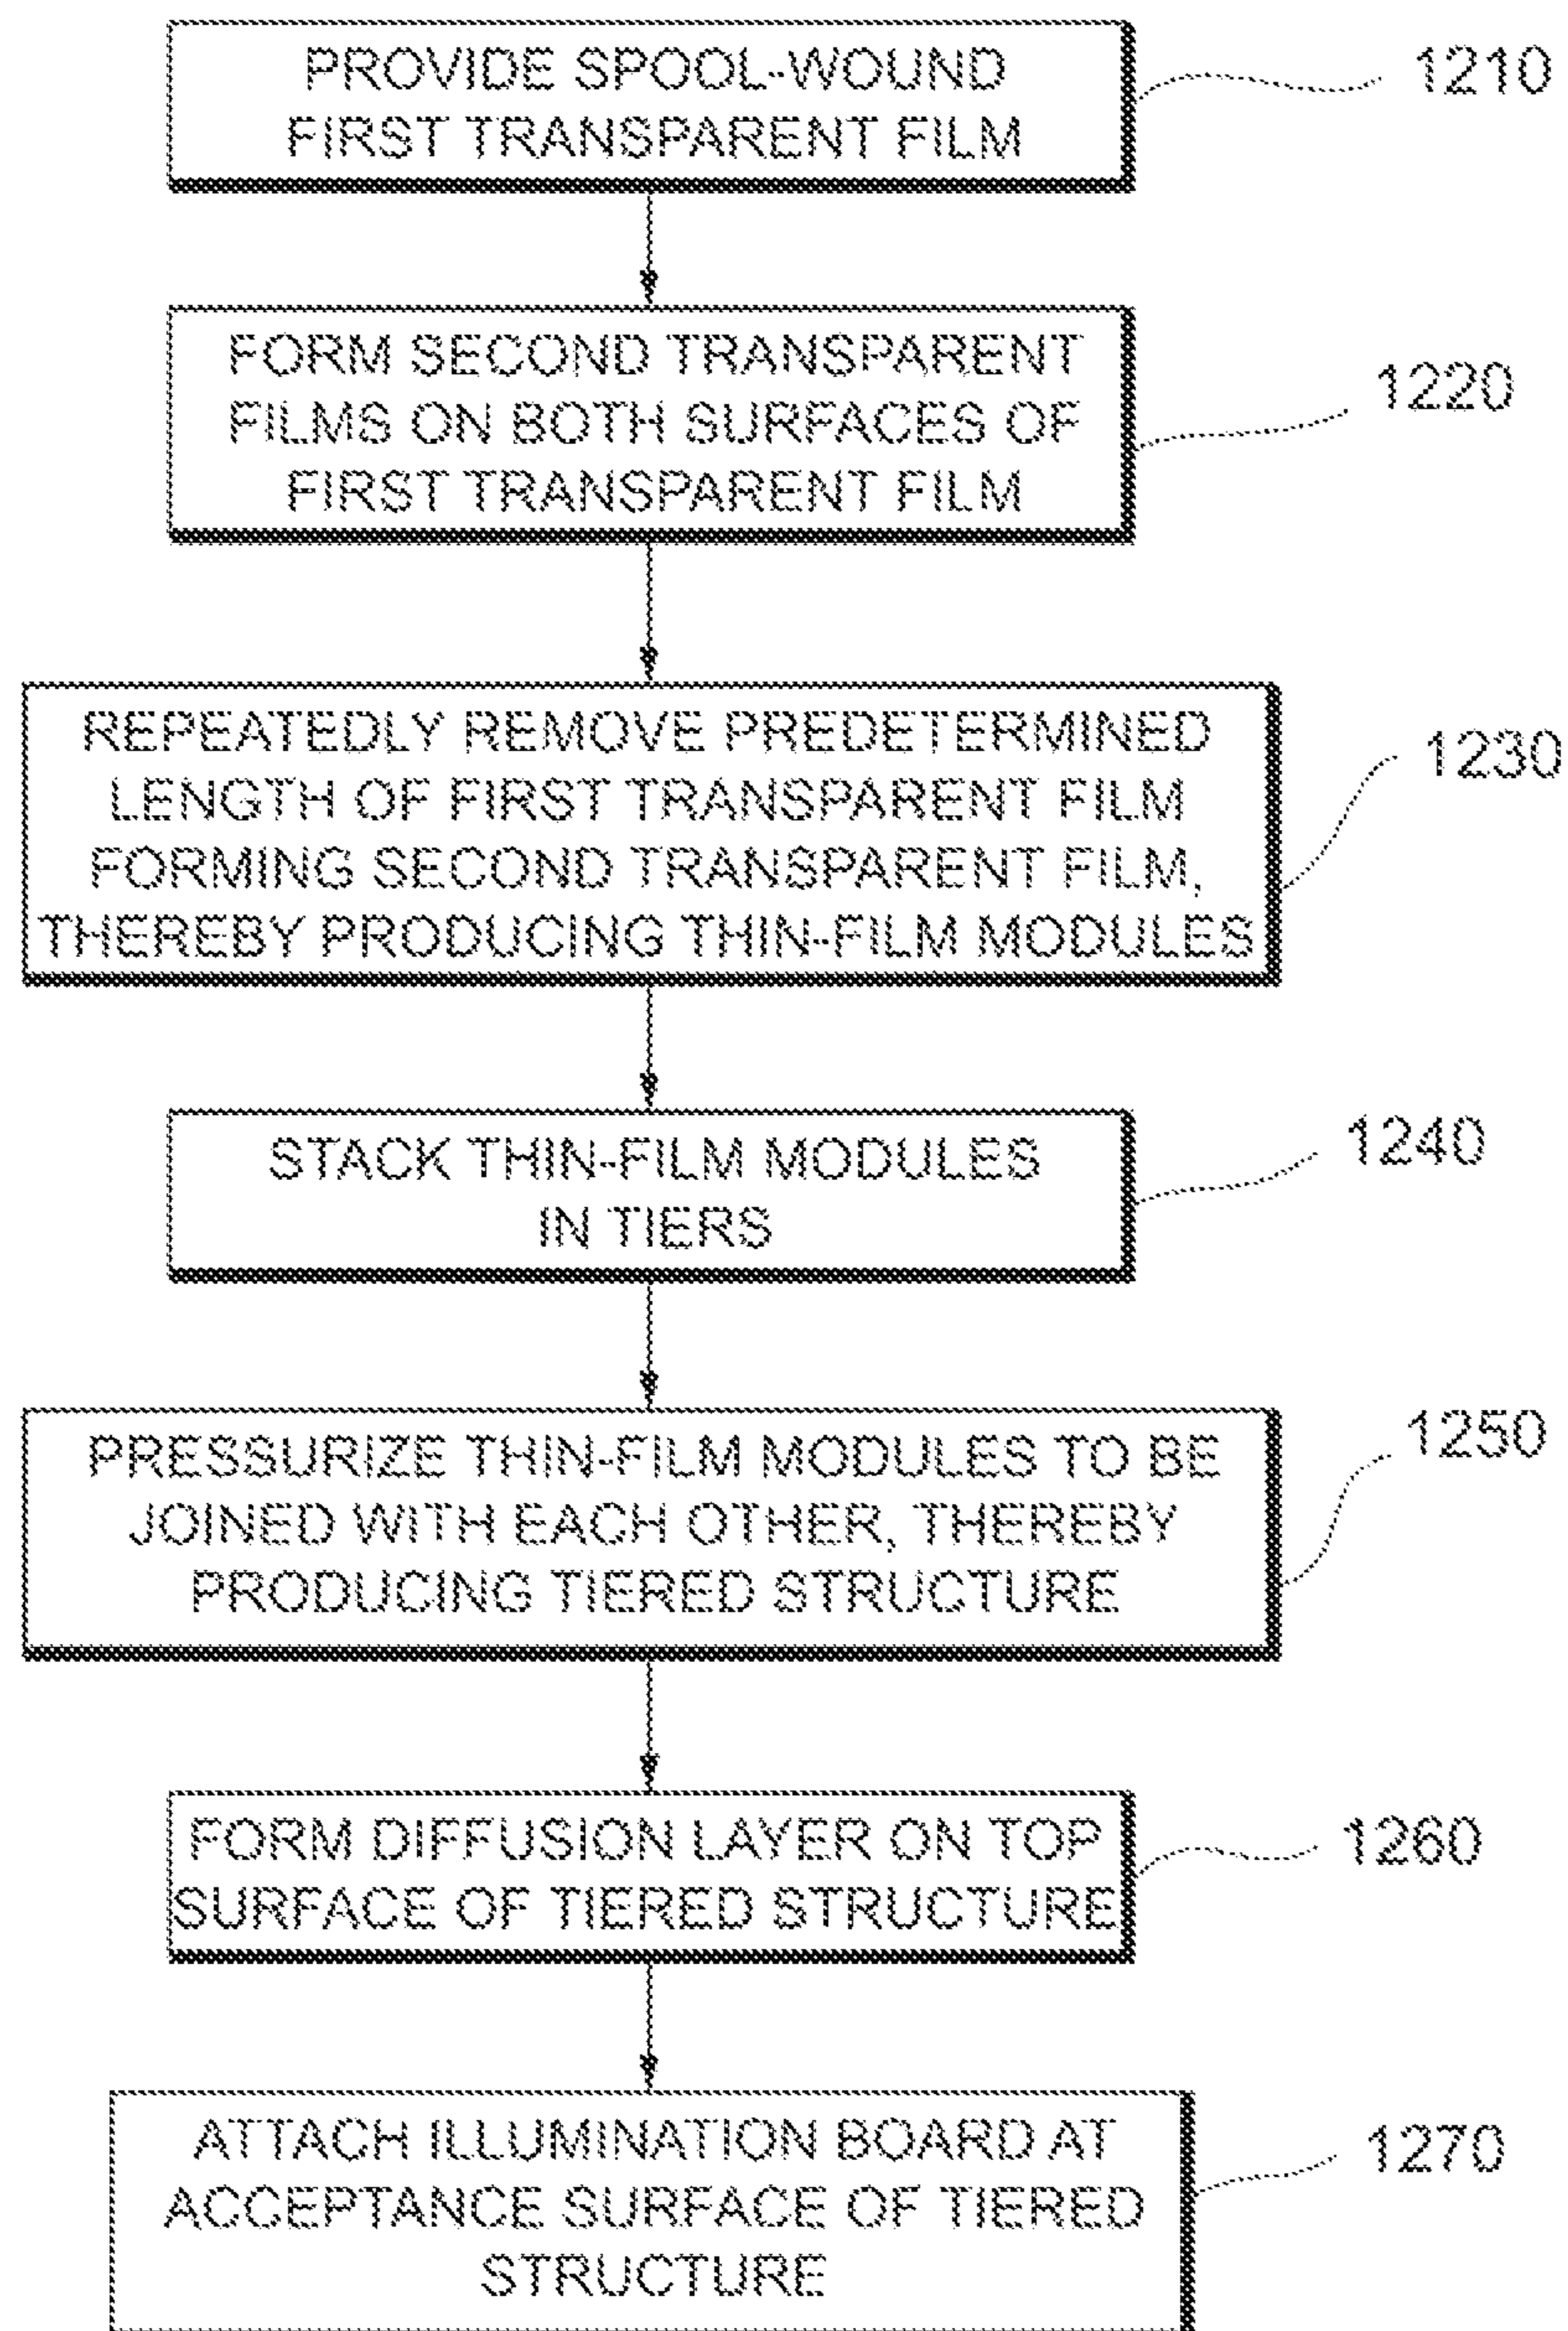 PROVIDE SPOOL-WOUND
FIRST TRANSPARENT FILM
1210
FORM SECOND TRANSPARENT
FILMS ON BOTH SURFACES OF
FIRST TRANSPARENT FILM
1220
REPEATEDLY REMOVE PREDETERMINED
LENGTH OF FIRST TRANSPARENT FILM
FORMING SECOND TRANSPARENT FILM,
THEREBY PRODUCING THIN-FILM MODULES
1230
STACK THIN-FILM MODULES
IN TIERS
1240
PRESSURIZE THIN-FILM MODULES TO BE
JOINED WITH EACH OTHER, THEREBY
PRODUCING TIERED STRUCTURE
1250
FORM DIFFUSION LAYER ON TOP
SURFACE OF TIERED STRUCTURE
1260
ATTACH ILLUMINATION BOARD AT
ACCEPTANCE SURFACE OF TIERED
STRUCTURE
1270